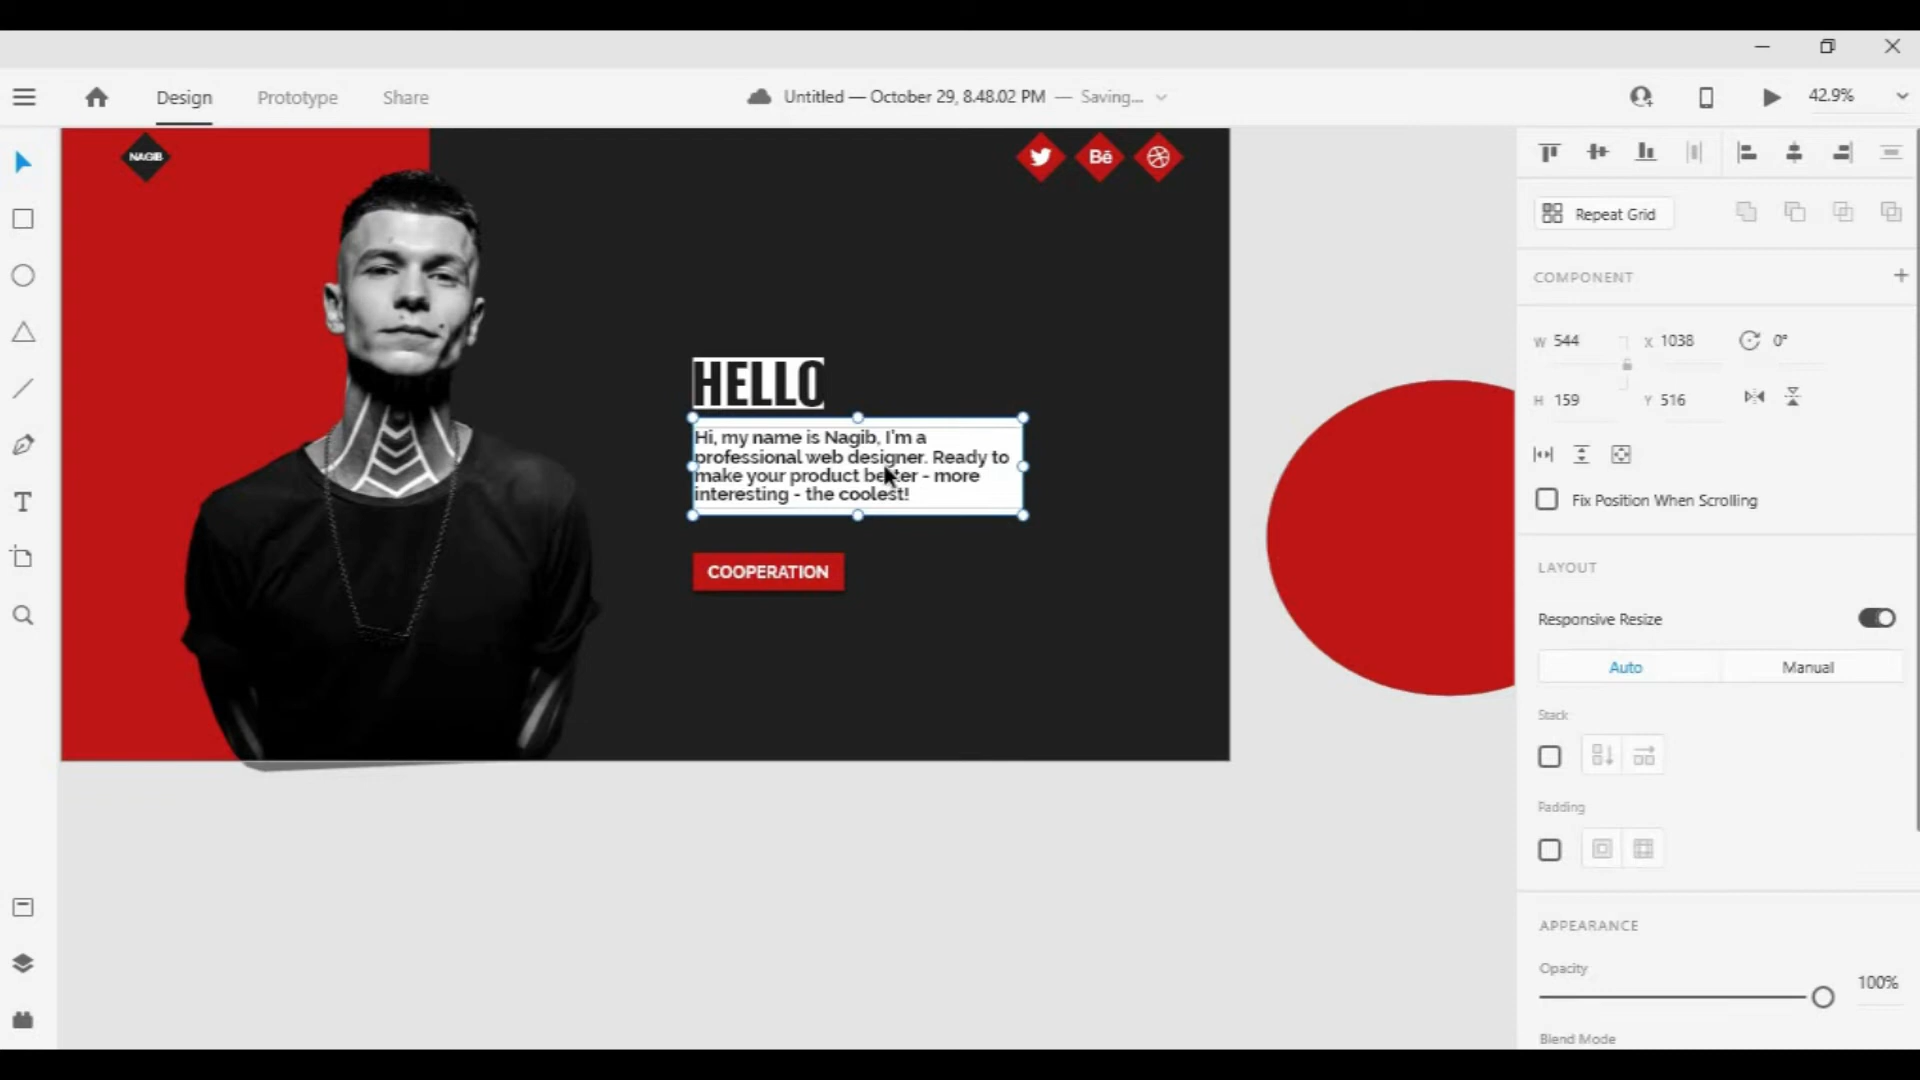 Design Prototype Share Untitled — October 29, 8.48.02 PM — Saving... 42.9%
NAGIB Bē
Repeat Grid
COMPONENT +
W 544 X 1038 0°
HELLO
H 159 Y 516
Hi, my name is Nagib, I'm a
professional web designer. Ready to
make your product better - more
interesting - the coolest!
Fix Position When Scrolling
COOPERATION
LAYOUT
Responsive Resize
Auto Manual
Stack
Padding
APPEARANCE
Opacity
100%
Blend Mode